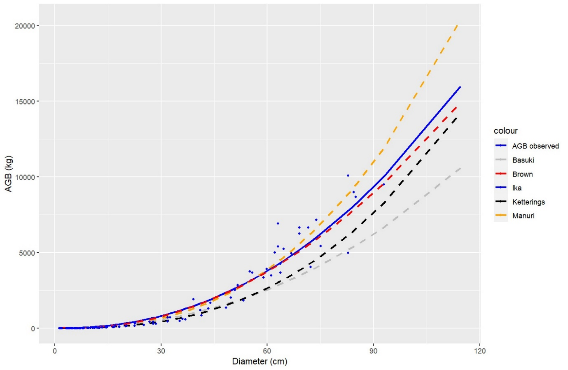 20000
15000
10000
5000
0
AGB (kg)
0 30 60 90 120
Diameter (cm)
colour
AGB observed
Basuki
Brown
Ika
Ketterings
Manuri